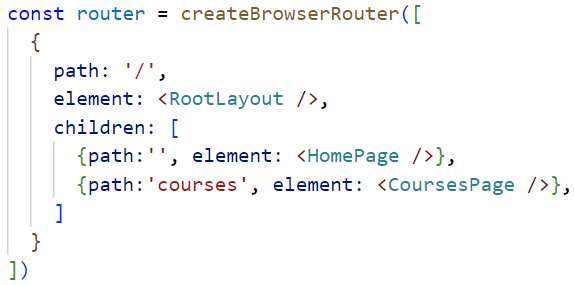 const router = createBrowserRouter([
{
path: '/',
element: <RootLayout />,
children: [
{path:'', element: <HomePage />},
{path:'courses', element: <CoursesPage />},
]
}
])